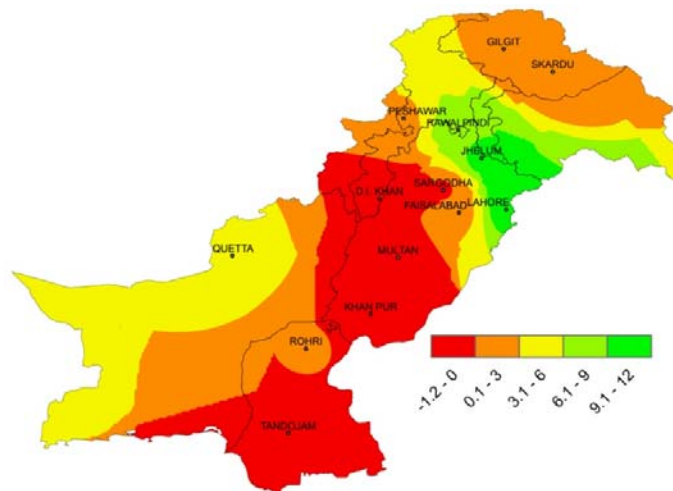 GILGIT
SKARDU
PESHAWAR
RAWALPINDI
JHELUM
SARGODHA
D.I. KHAN
FAISALABAD
LAHORE
QUETTA
MULTAN
KHAN PUR
ROHRI
TANDOJAM
-1.2 - 0
0.1 - 3
3.1 - 6
6.1 - 9
9.1 - 12